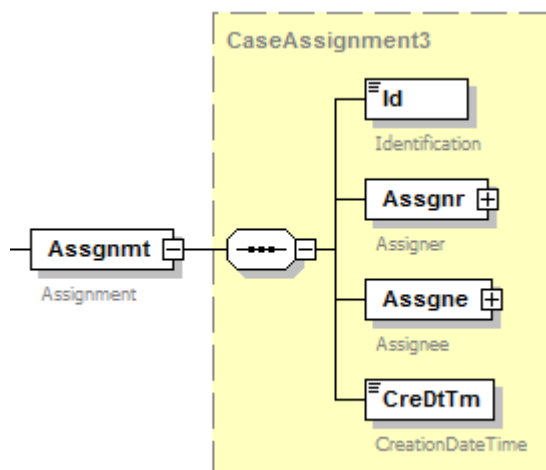 CaseAssignment3
Id
Identification
Assgnr
Assigner
Assgnmt
Assignment
Assgne
Assignee
CreDtTm
CreationDateTime